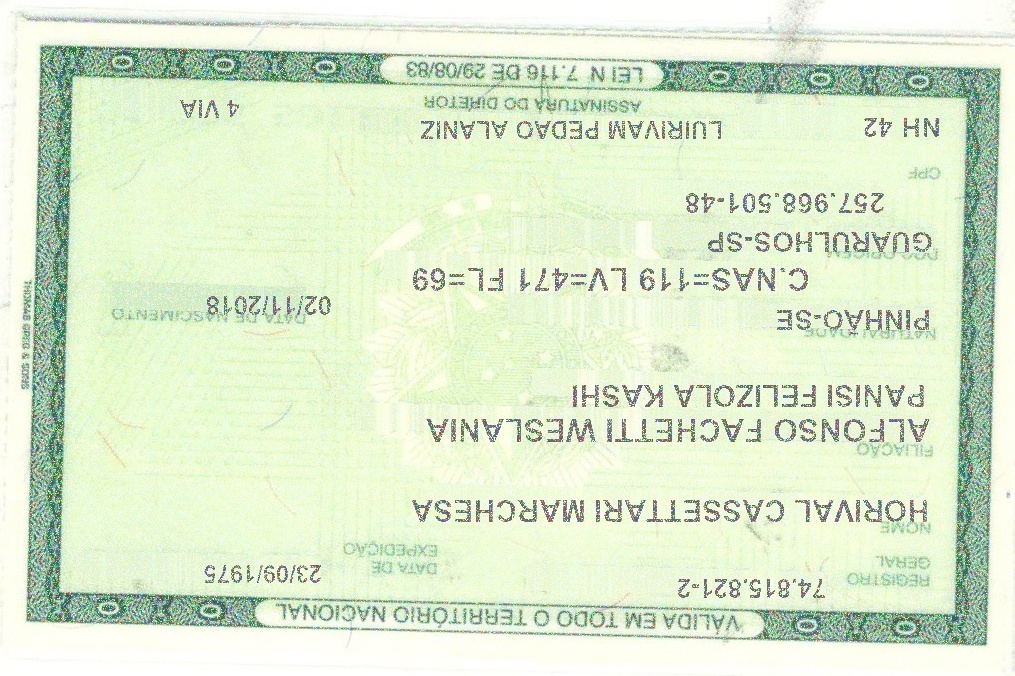 VALIDA EM TODO O TERRITÓRIO NACIONAL
REGISTRO GERAL 74.815.821-2 DATA DE EXPEDIÇÃO 23/09/1975
NOME
HORIVAL CASSETTARI MARCHESA
FILIAÇÃO
ALFONSO FACHETTI WESLANIA
PANISI FELIZOLA KASHI
NATURALIDADE DATA DE NASCIMENTO
PINHÃO-SE 02/11/2018
C.NAS=119 LV=471 FL=69
DOC ORIGEM
GUARULHOS-SP
257.968.501-48
CPF
NH 42 LUIRIVAM PEDAO ALANIZ
ASSINATURA DO DIRETOR 4 VIA
LEI N 7.116 DE 29/08/83
THOMAS GREG & SONS